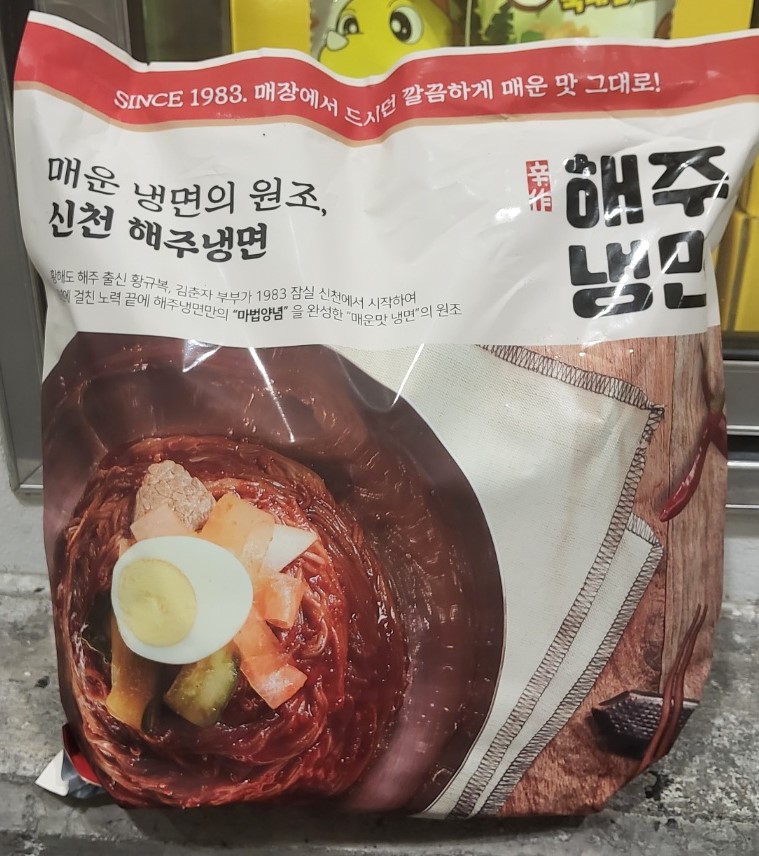 SINCE 1983. 매장에서 드시던 깔끔하게 매운 맛 그대로!
매운 냉면의 원조,
신천 해주냉면
해주 출신 황규복, 김춘자 부부가 1983 잠실 신천에서 시작하여
걸친 노력 끝에 해주냉면만의 “마법양념” 을 완성한 “매운맛 냉면”의 원조
辛作
해주
냉면